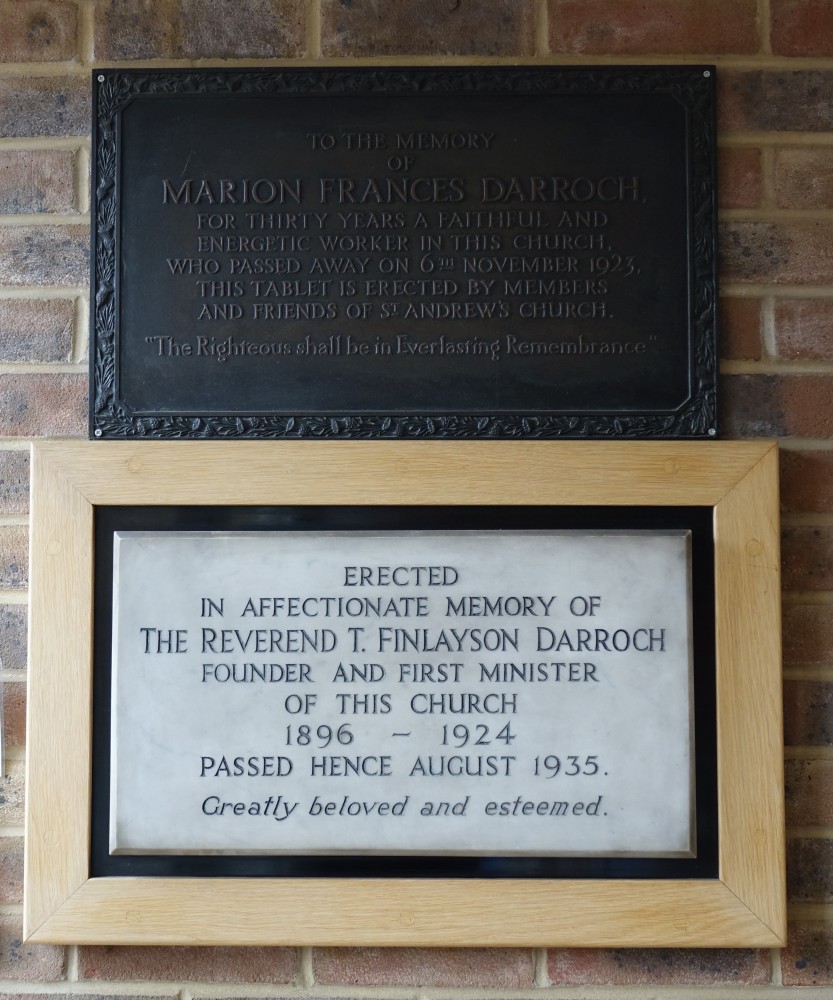 TO THE MEMORY
OF
MARION FRANCES DARROCH,
FOR THIRTY YEARS A FAITHFUL AND
ENERGETIC WORKER IN THIS CHURCH,
WHO PASSED AWAY ON 6TH NOVEMBER 1923.
THIS TABLET IS ERECTED BY MEMBERS
AND FRIENDS OF ST ANDREW'S CHURCH.
"The Righteous shall be in Everlasting Remembrance"
ERECTED
IN AFFECTIONATE MEMORY OF
THE REVEREND T. FINLAYSON DARROCH
FOUNDER AND FIRST MINISTER
OF THIS CHURCH
1896 – 1924
PASSED HENCE AUGUST 1935.
Greatly beloved and esteemed.